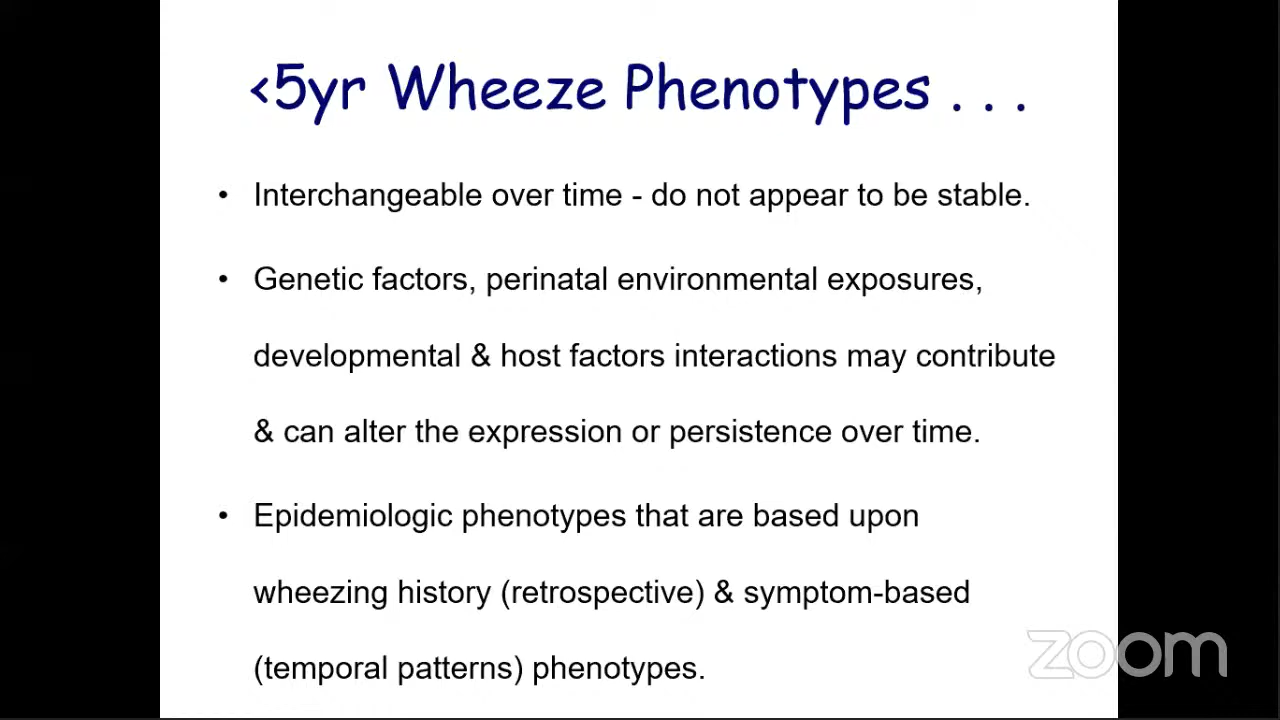 <5yr Wheeze Phenotypes . . .
• Interchangeable over time - do not appear to be stable.
• Genetic factors, perinatal environmental exposures,
developmental & host factors interactions may contribute
& can alter the expression or persistence over time.
• Epidemiologic phenotypes that are based upon
wheezing history (retrospective) & symptom-based
(temporal patterns) phenotypes.
zoom